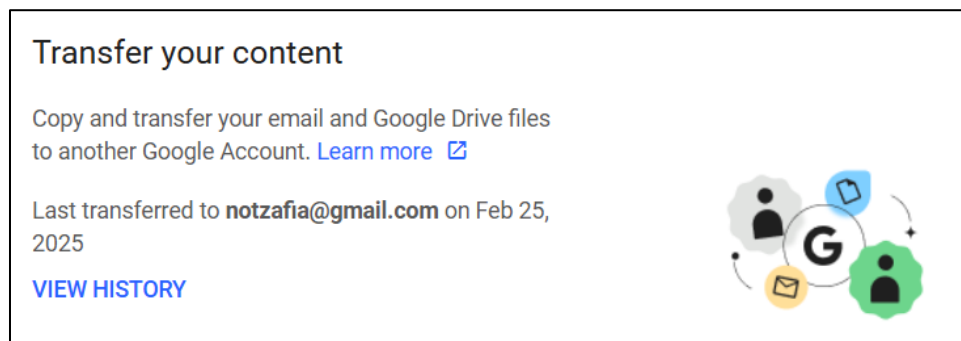 Transfer your content
Copy and transfer your email and Google Drive files
to another Google Account. Learn more
Last transferred to notzafia@gmail.com on Feb 25,
2025
VIEW HISTORY
G